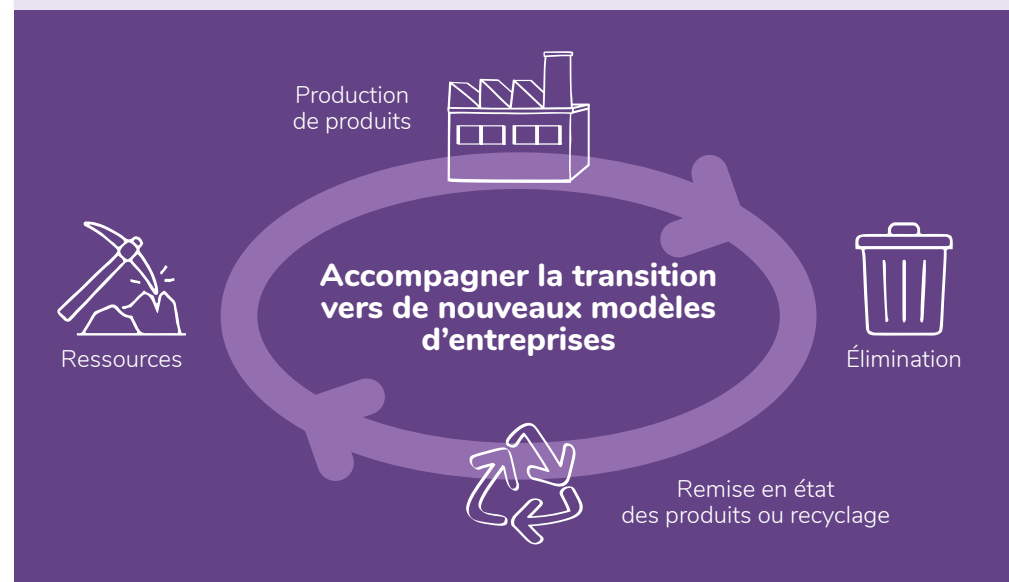 Production
de produits
Accompagner la transition
vers de nouveaux modèles
d’entreprises
Ressources
Élimination
Remise en état
des produits ou recyclage